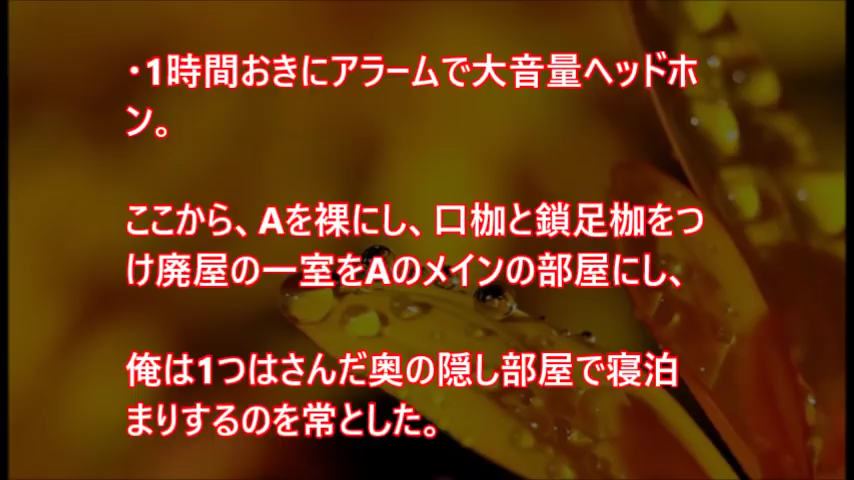 ・1時間おきにアラームで大音量ヘッドホ
ン。
ここから、Aを裸にし、口枷と鎖足枷をつ
け廃屋の一室をAのメインの部屋にし、
俺は1つはさんだ奥の隠し部屋で寝泊
まりするのを常とした。